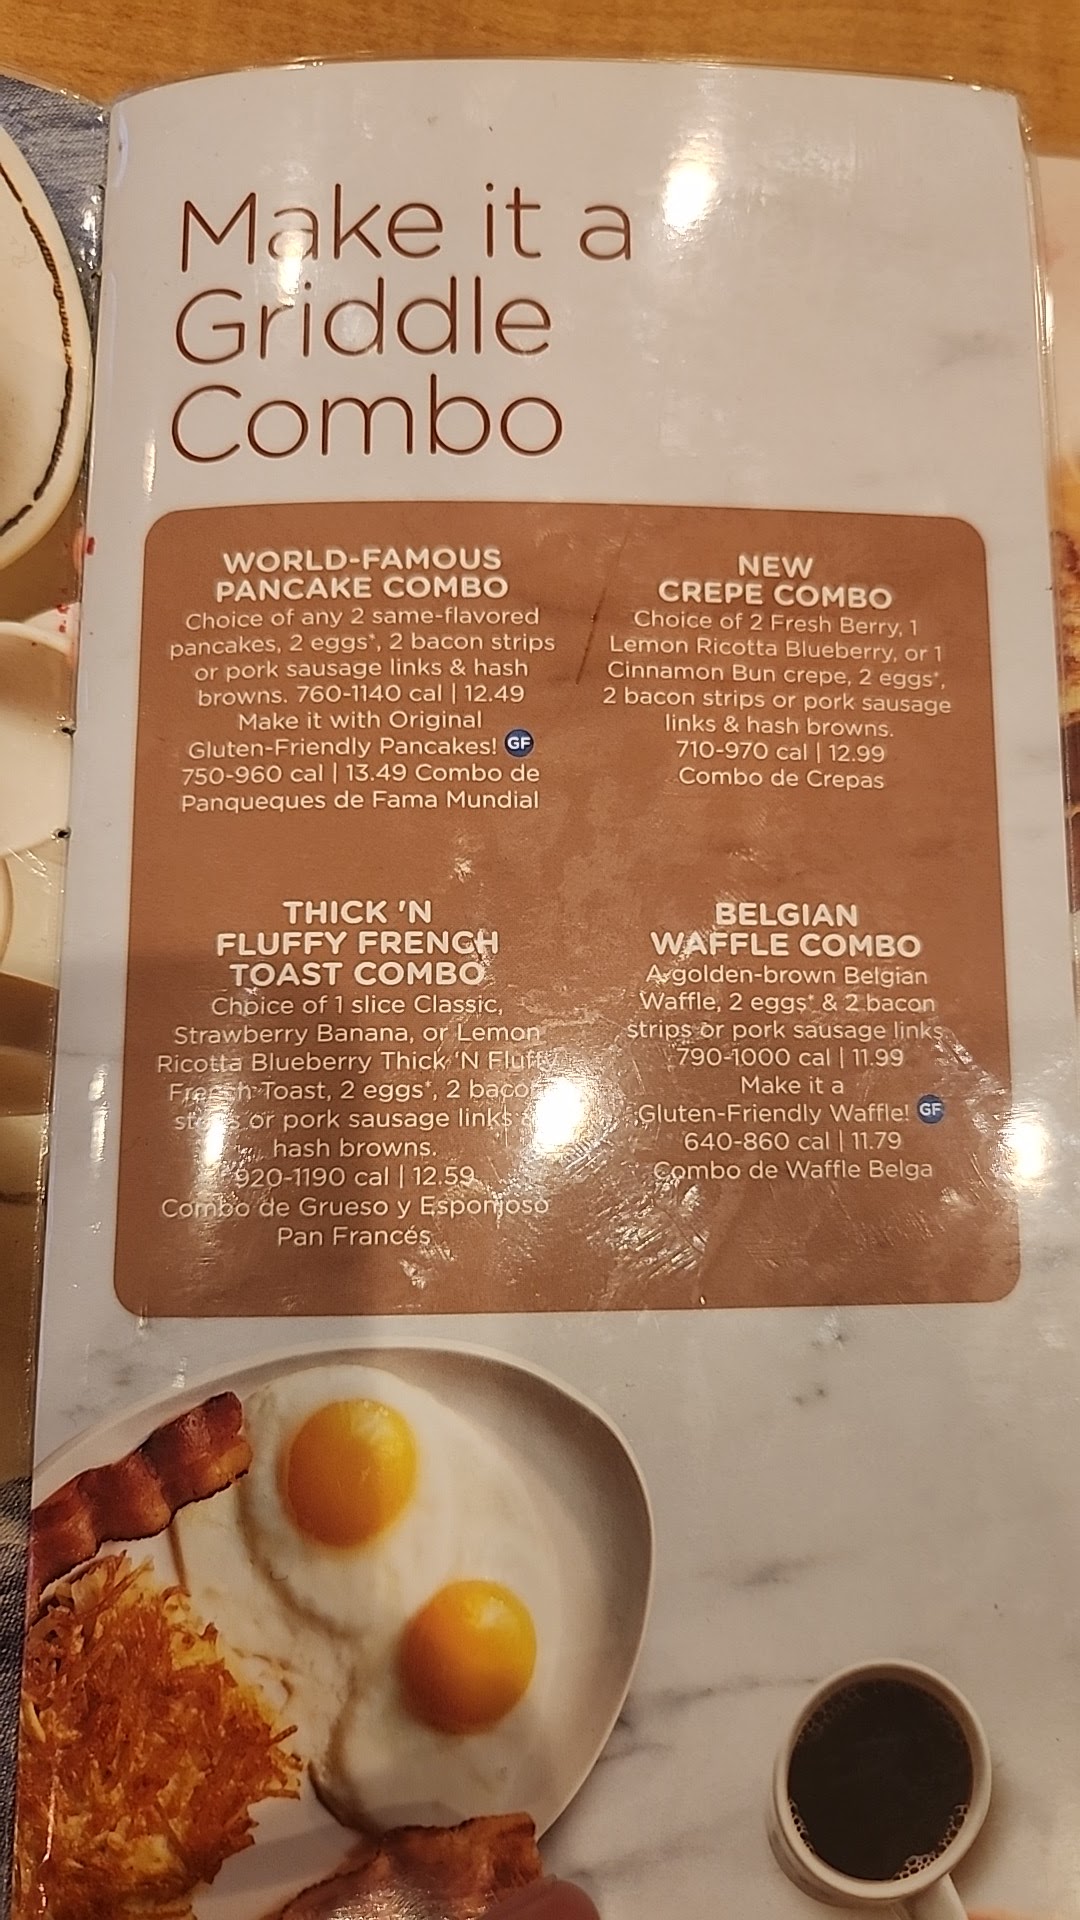 Make it a
Griddle
Combo
WORLD-FAMOUS
PANCAKE COMBO
Choice of any 2 same-flavored
pancakes, 2 eggs*, 2 bacon strips
or pork sausage links & hash
browns. 760-1140 cal | 12.49
Make it with Original
Gluten-Friendly Pancakes! GF
750-960 cal | 13.49 Combo de
Panqueques de Fama Mundial
NEW
CREPE COMBO
Choice of 2 Fresh Berry, 1
Lemon Ricotta Blueberry, or 1
Cinnamon Bun crepe, 2 eggs*,
2 bacon strips or pork sausage
links & hash browns.
710-970 cal | 12.99
Combo de Crepas
THICK 'N
FLUFFY FRENCH
TOAST COMBO
Choice of 1 slice Classic,
Strawberry Banana, or Lemon
Ricotta Blueberry Thick 'N Fluffy
French Toast, 2 eggs*, 2 bacon
strips or pork sausage links &
hash browns.
920-1190 cal | 12.59
Combo de Grueso y Esponjoso
Pan Francés
BELGIAN
WAFFLE COMBO
A golden-brown Belgian
Waffle, 2 eggs* & 2 bacon
strips or pork sausage links
790-1000 cal | 11.99
Make it a
Gluten-Friendly Waffle! GF
640-860 cal | 11.79
Combo de Waffle Belga